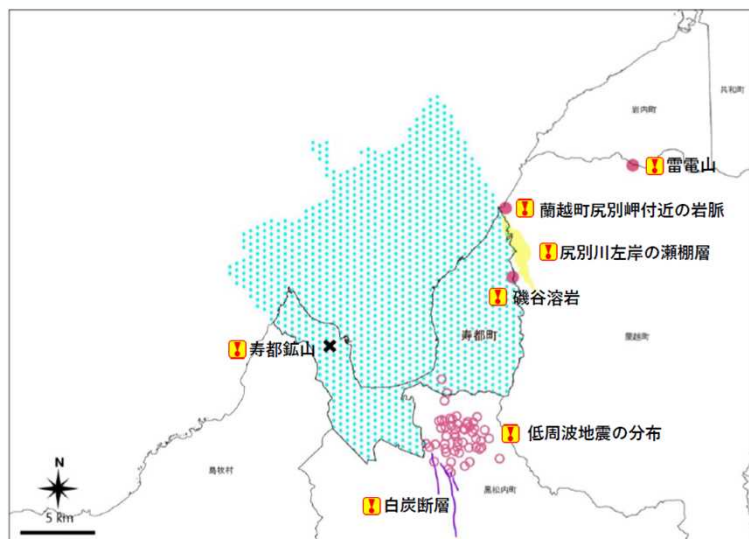 共和町
岩内町
雷電山
蘭越町尻別岬付近の岩脈
尻別川左岸の瀬棚層
磯谷溶岩
寿都町
蘭越町
寿都鉱山
低周波地震の分布
島牧村
黒松内町
白炭断層
N
5 km